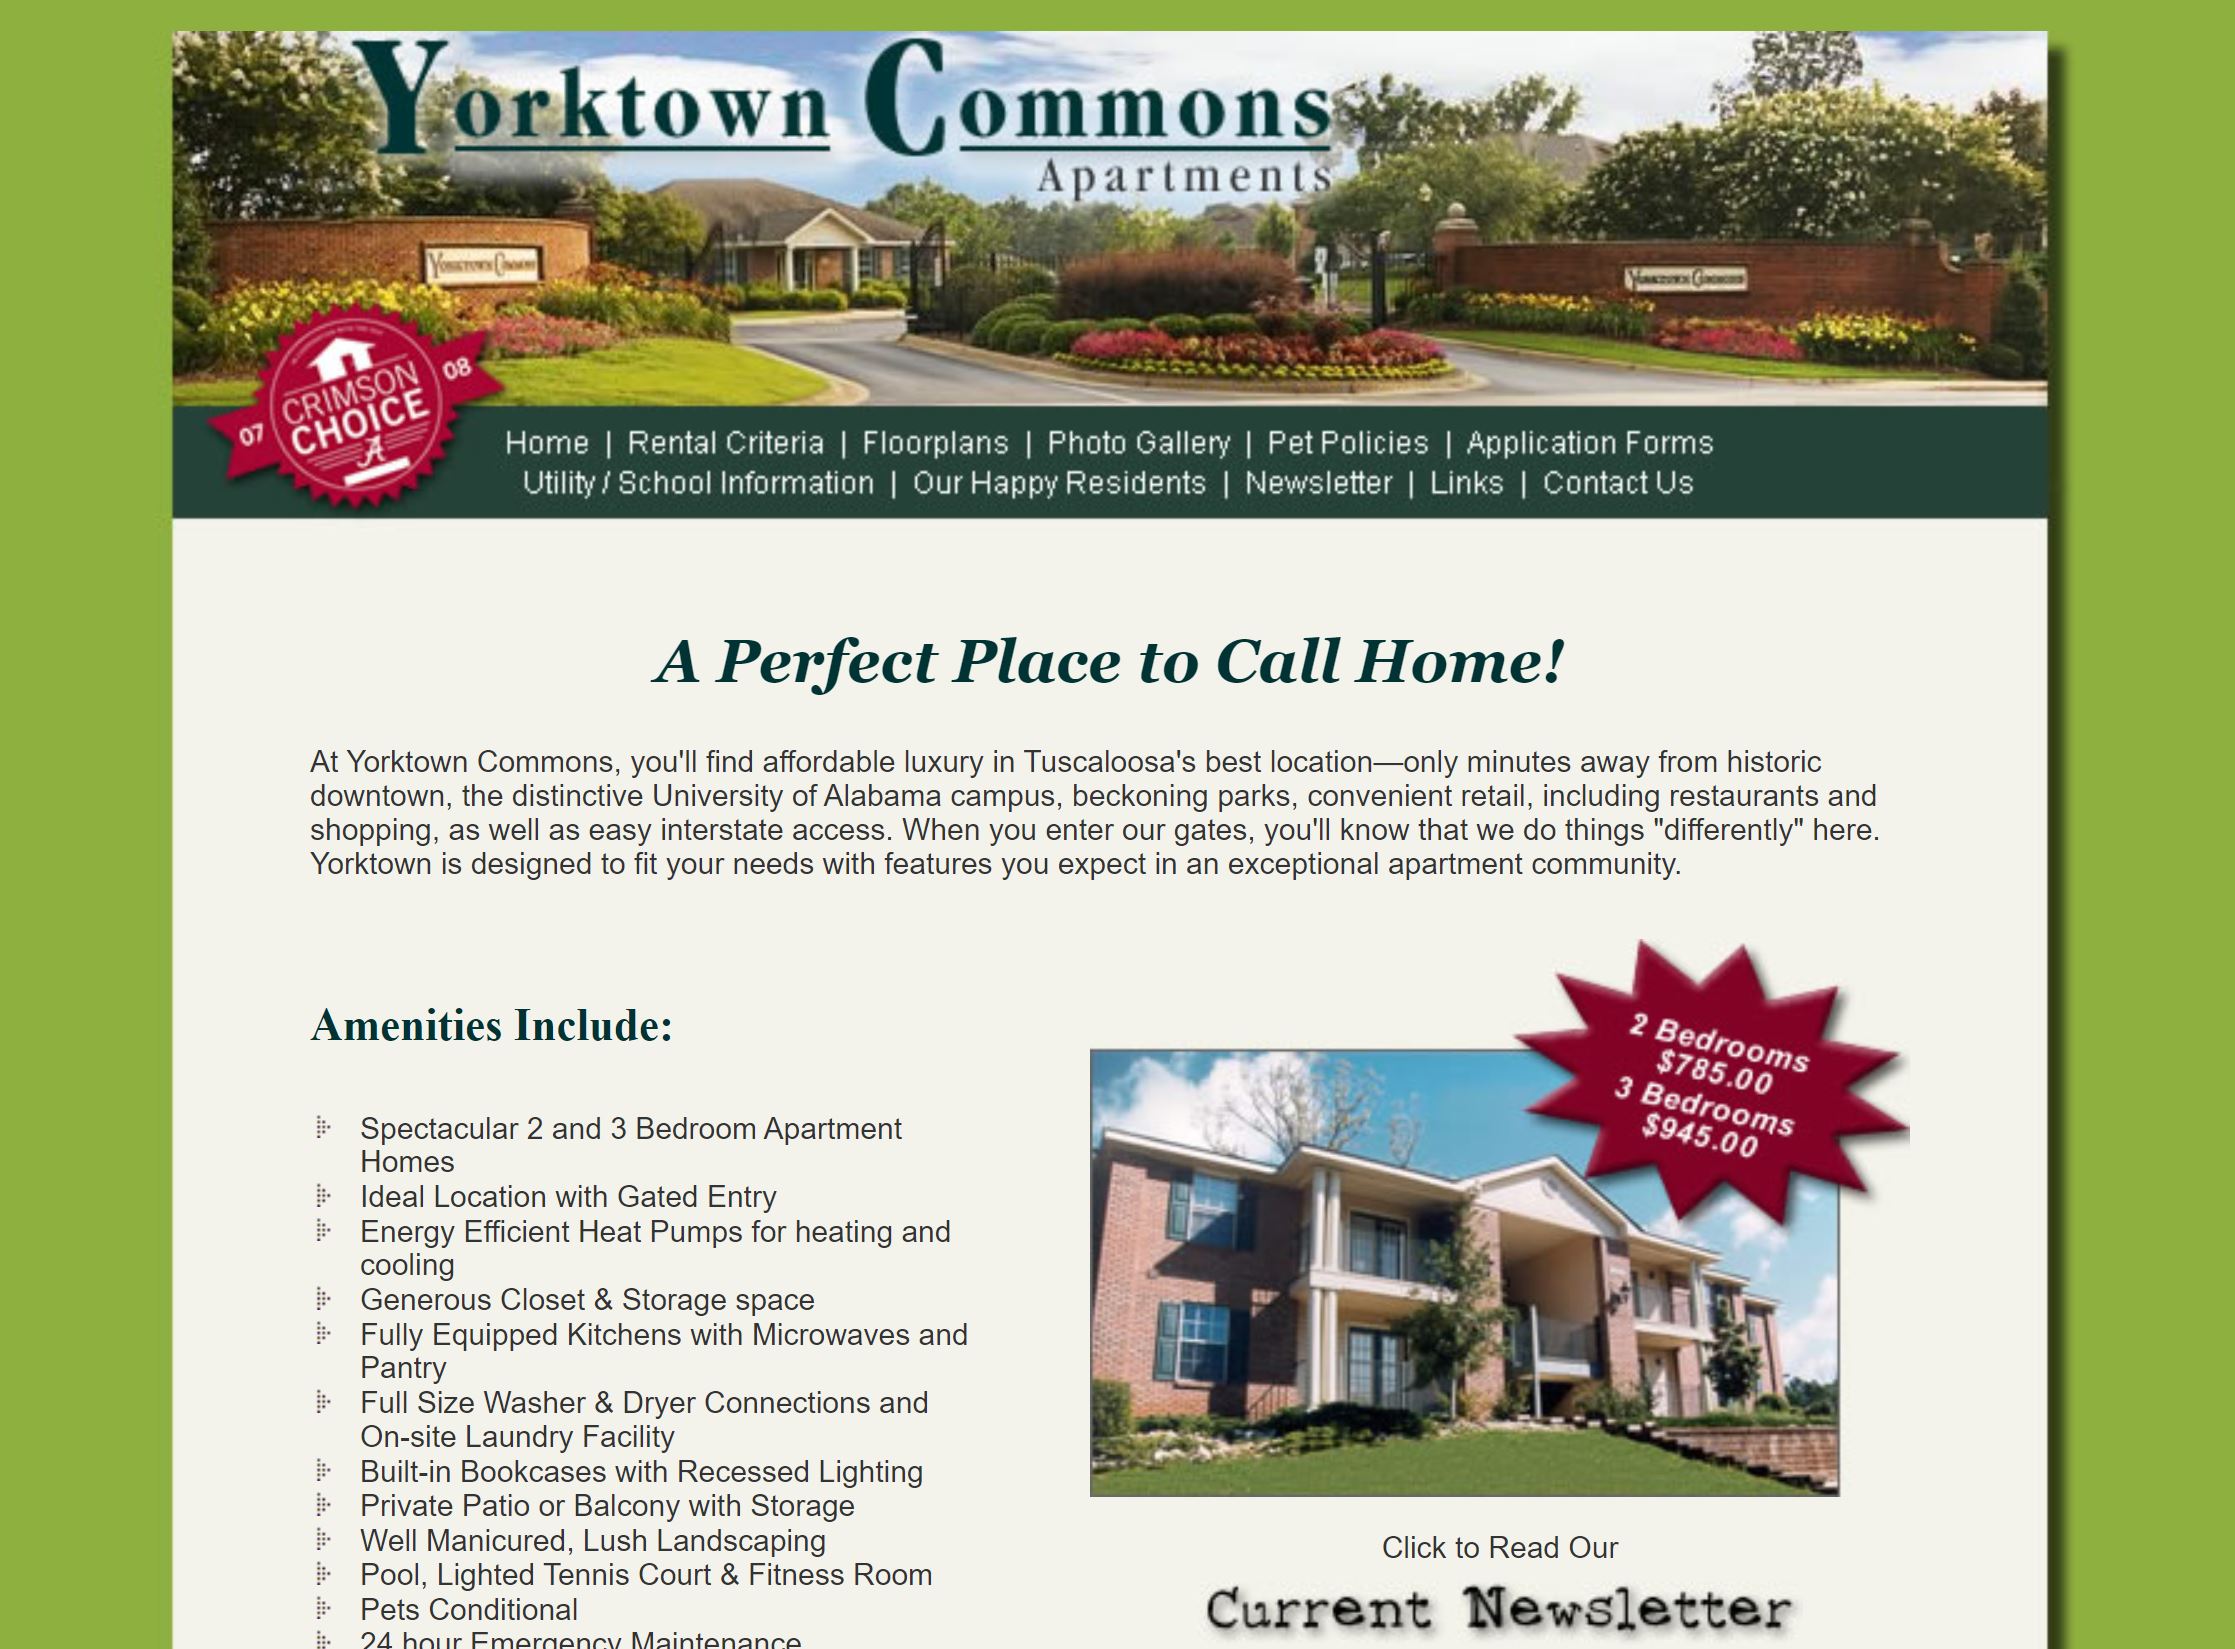 Yorktown Commons
Apartments
YORKTOWN COMMONS
YORKTOWN COMMONS
07
CRIMSON
CHOICE
08
A
Home | Rental Criteria | Floorplans | Photo Gallery | Pet Policies | Application Forms
Utility / School Information | Our Happy Residents | Newsletter | Links | Contact Us
A Perfect Place to Call Home!
At Yorktown Commons, you'll find affordable luxury in Tuscaloosa's best location—only minutes away from historic
downtown, the distinctive University of Alabama campus, beckoning parks, convenient retail, including restaurants and
shopping, as well as easy interstate access. When you enter our gates, you'll know that we do things "differently" here.
Yorktown is designed to fit your needs with features you expect in an exceptional apartment community.
Amenities Include:
Spectacular 2 and 3 Bedroom Apartment
Homes
Ideal Location with Gated Entry
Energy Efficient Heat Pumps for heating and
cooling
Generous Closet & Storage space
Fully Equipped Kitchens with Microwaves and
Pantry
Full Size Washer & Dryer Connections and
On-site Laundry Facility
Built-in Bookcases with Recessed Lighting
Private Patio or Balcony with Storage
Well Manicured, Lush Landscaping
Pool, Lighted Tennis Court & Fitness Room
Pets Conditional
24 hour Emergency Maintenance
2 Bedrooms
$785.00
3 Bedrooms
$945.00
Click to Read Our
Current Newsletter